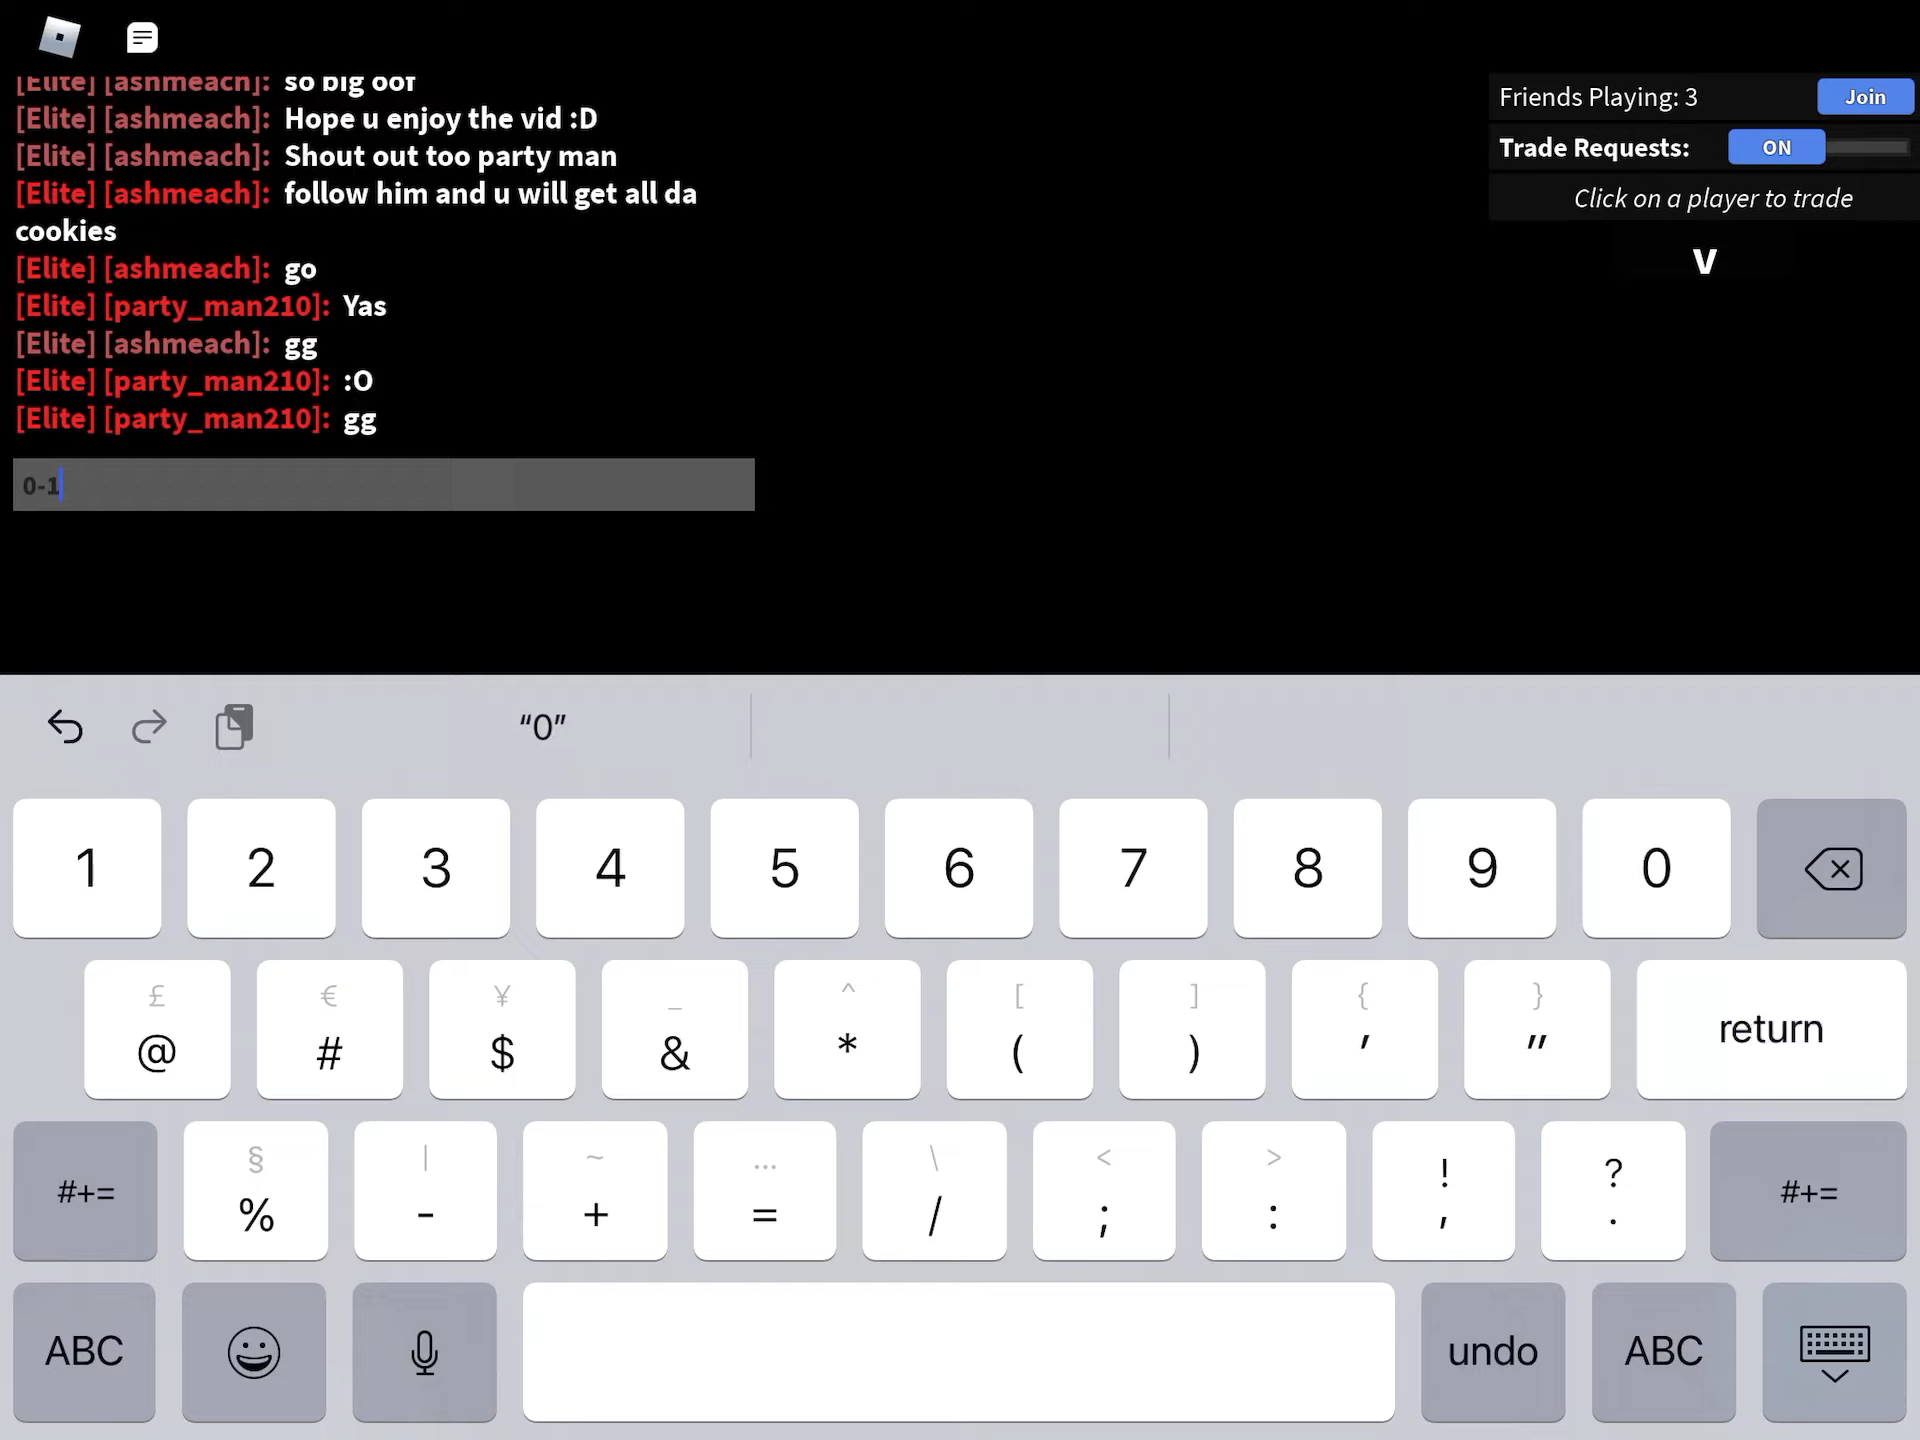 [Elite] [ashmeach]: so big oof
[Elite] [ashmeach]: Hope u enjoy the vid :D
[Elite] [ashmeach]: Shout out too party man
[Elite] [ashmeach]: follow him and u will get all da
cookies
[Elite] [ashmeach]: go
[Elite] [party_man210]: Yas
[Elite] [ashmeach]: gg
[Elite] [party_man210]: :O
[Elite] [party_man210]: gg
0-1
Friends Playing: 3 Join
Trade Requests: ON
Click on a player to trade
V
“0”
1 2 3 4 5 6 7 8 9 0
£ € ¥ _ ^ [ ] { }
@ # $ & * ( ) ' " return
§ | ~ … \ < > ! ?
#+= % - + = / ; : , . #+=
ABC undo ABC